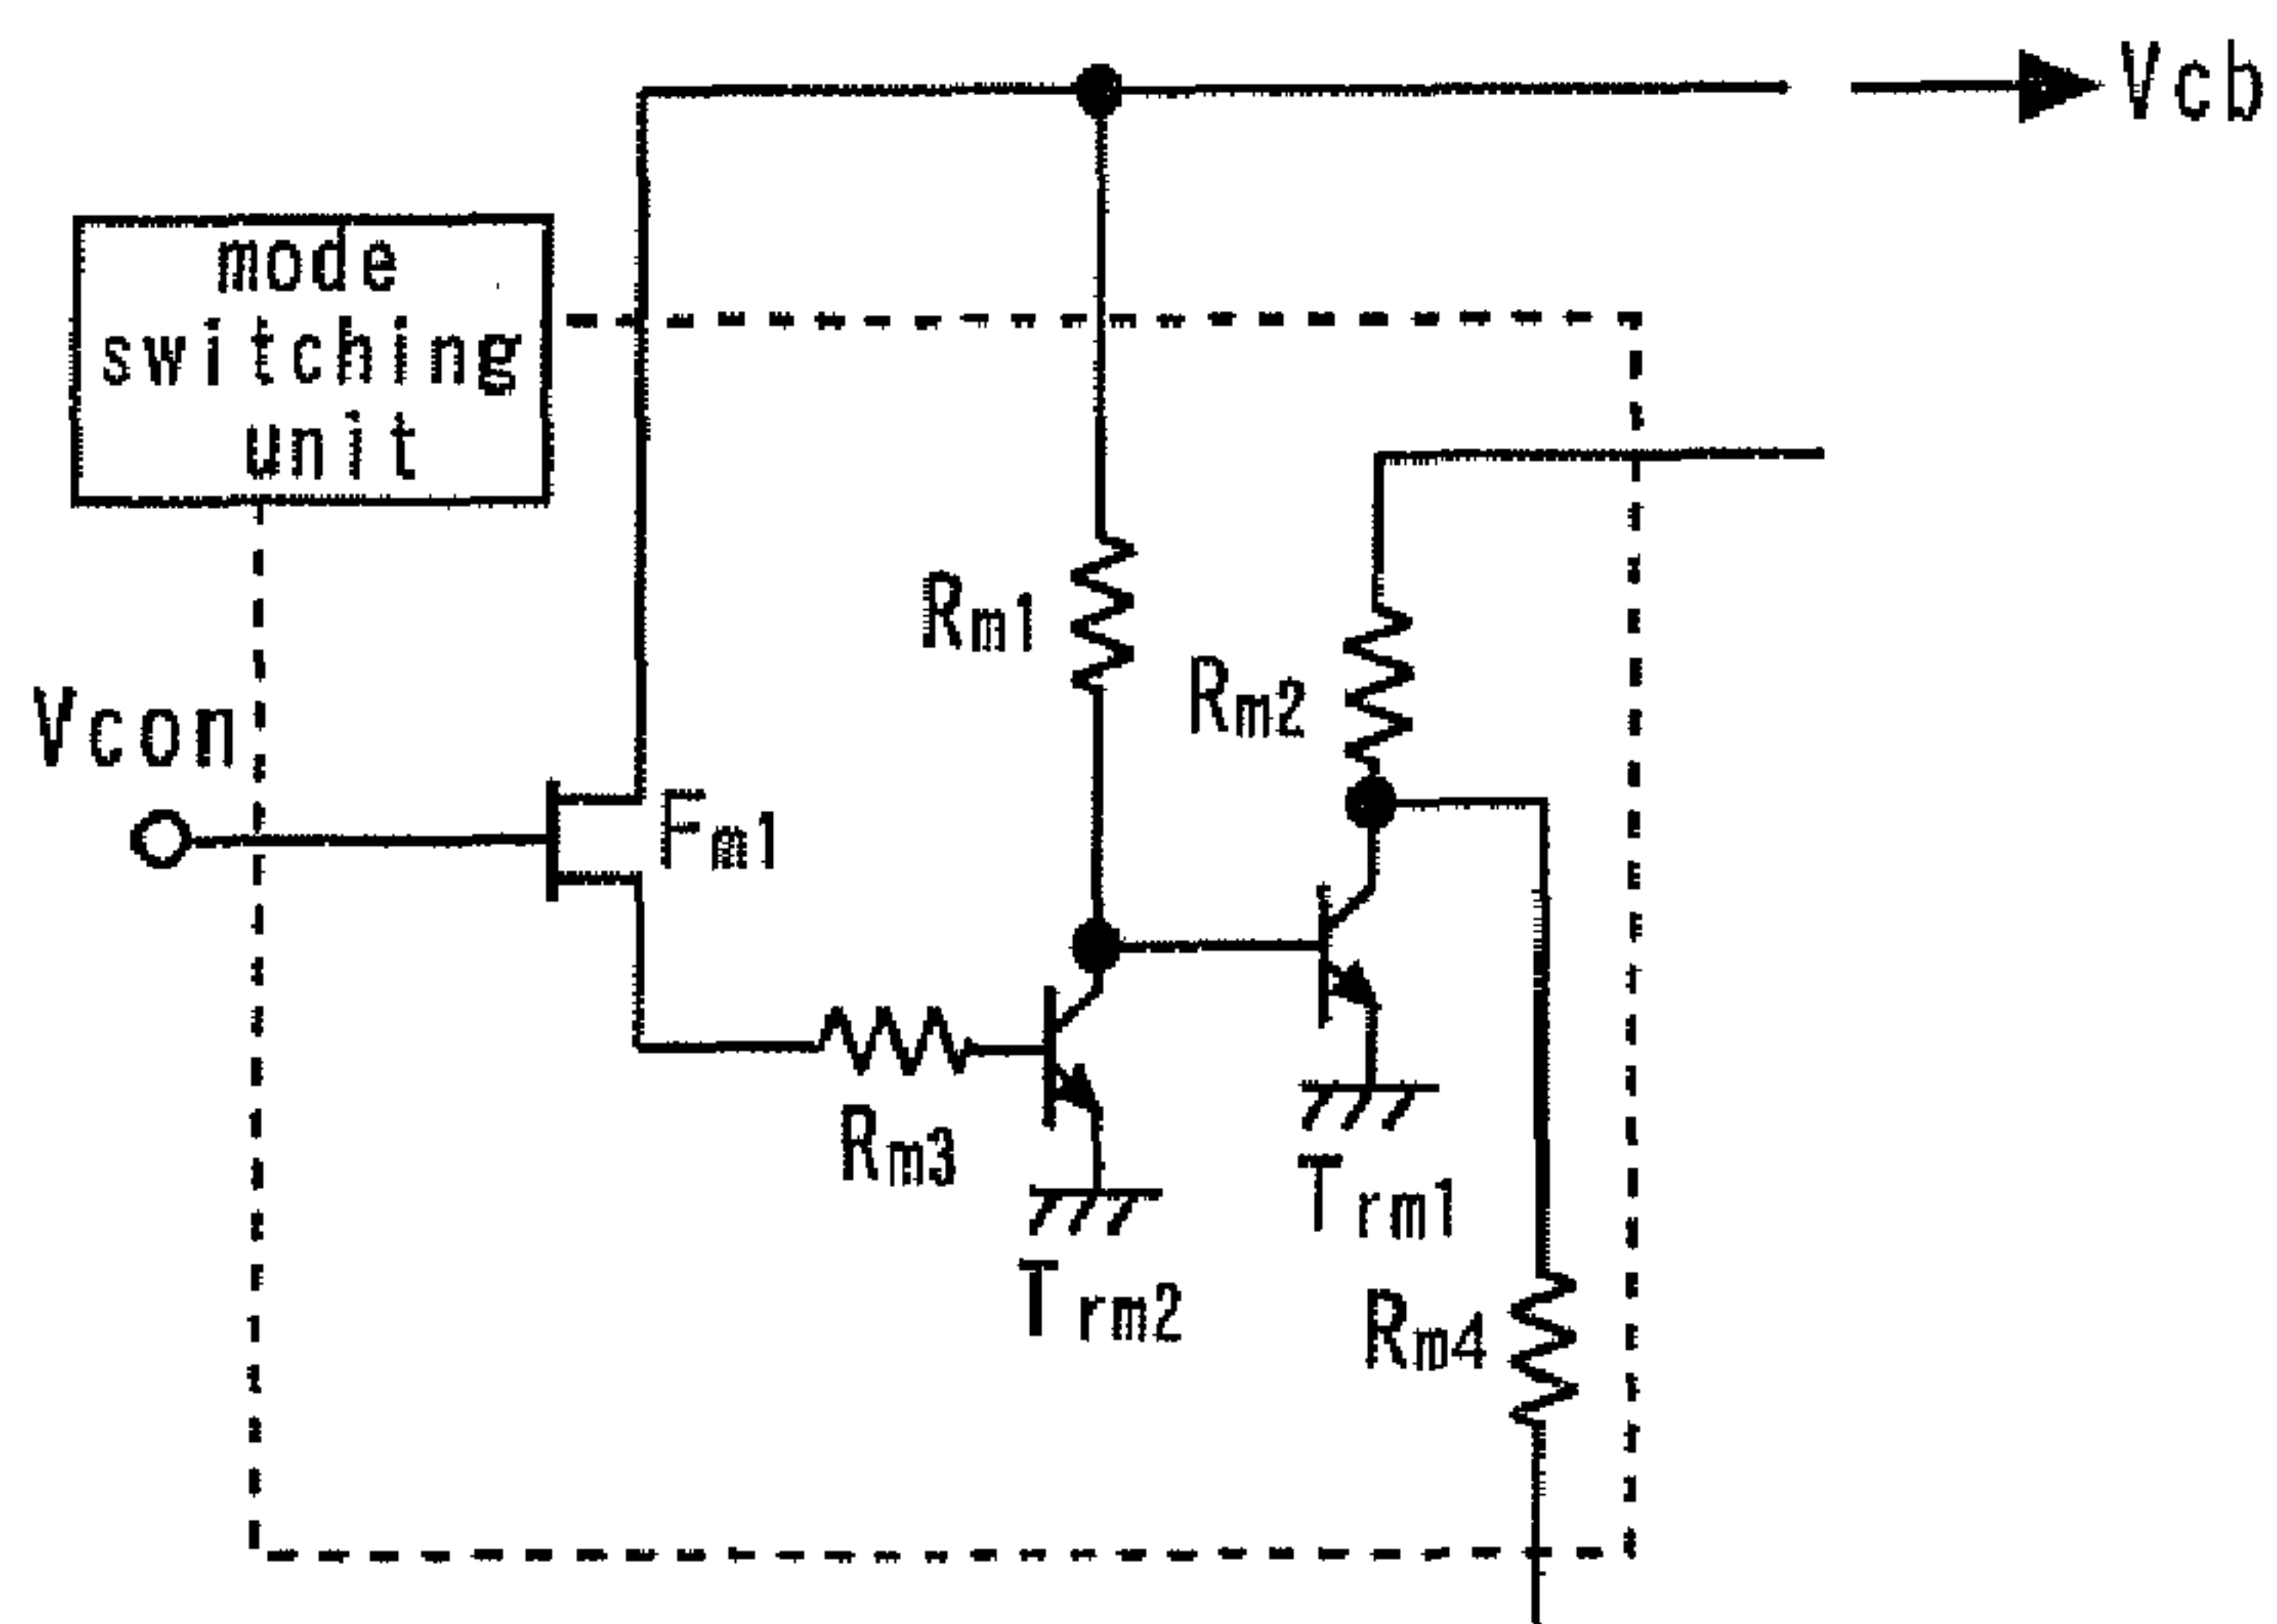 Vcb
mode
switching
unit
Rm1
Rm2
Vcon
Fm1
Rm3
Trm1
Trm2
Rm4